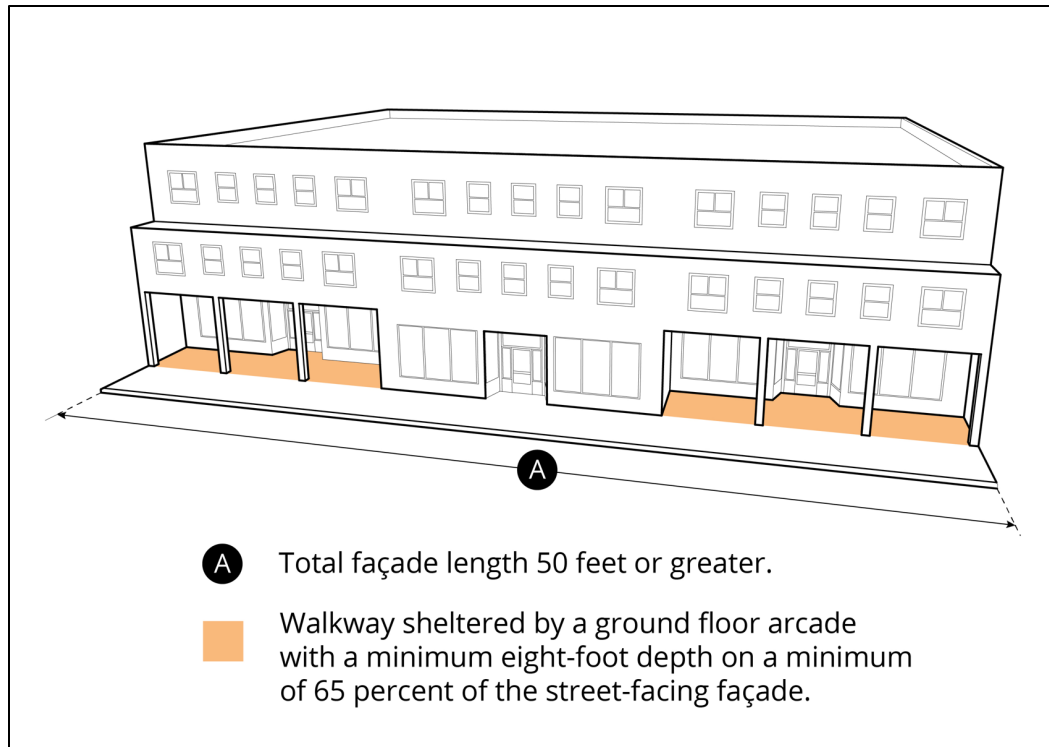 A
A Total façade length 50 feet or greater.
Walkway sheltered by a ground floor arcade
with a minimum eight-foot depth on a minimum
of 65 percent of the street-facing façade.